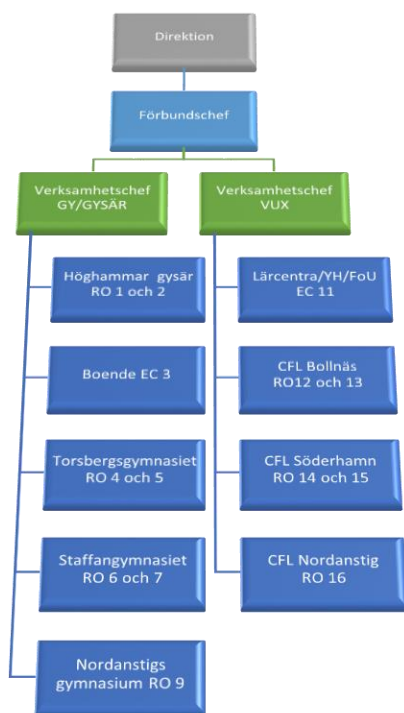 Direktion
Förbundschef
Verksamhetschef
GY/GYSÄR
Verksamhetschef
VUX
Höghammar gysär
RO 1 och 2
Lärcentra/YH/FoU
EC 11
Boende EC 3
CFL Bollnäs
RO12 och 13
Torsbergsgymnasiet
RO 4 och 5
CFL Söderhamn
RO 14 och 15
Staffangymnasiet
RO 6 och 7
CFL Nordanstig
RO 16
Nordanstigs
gymnasium RO 9